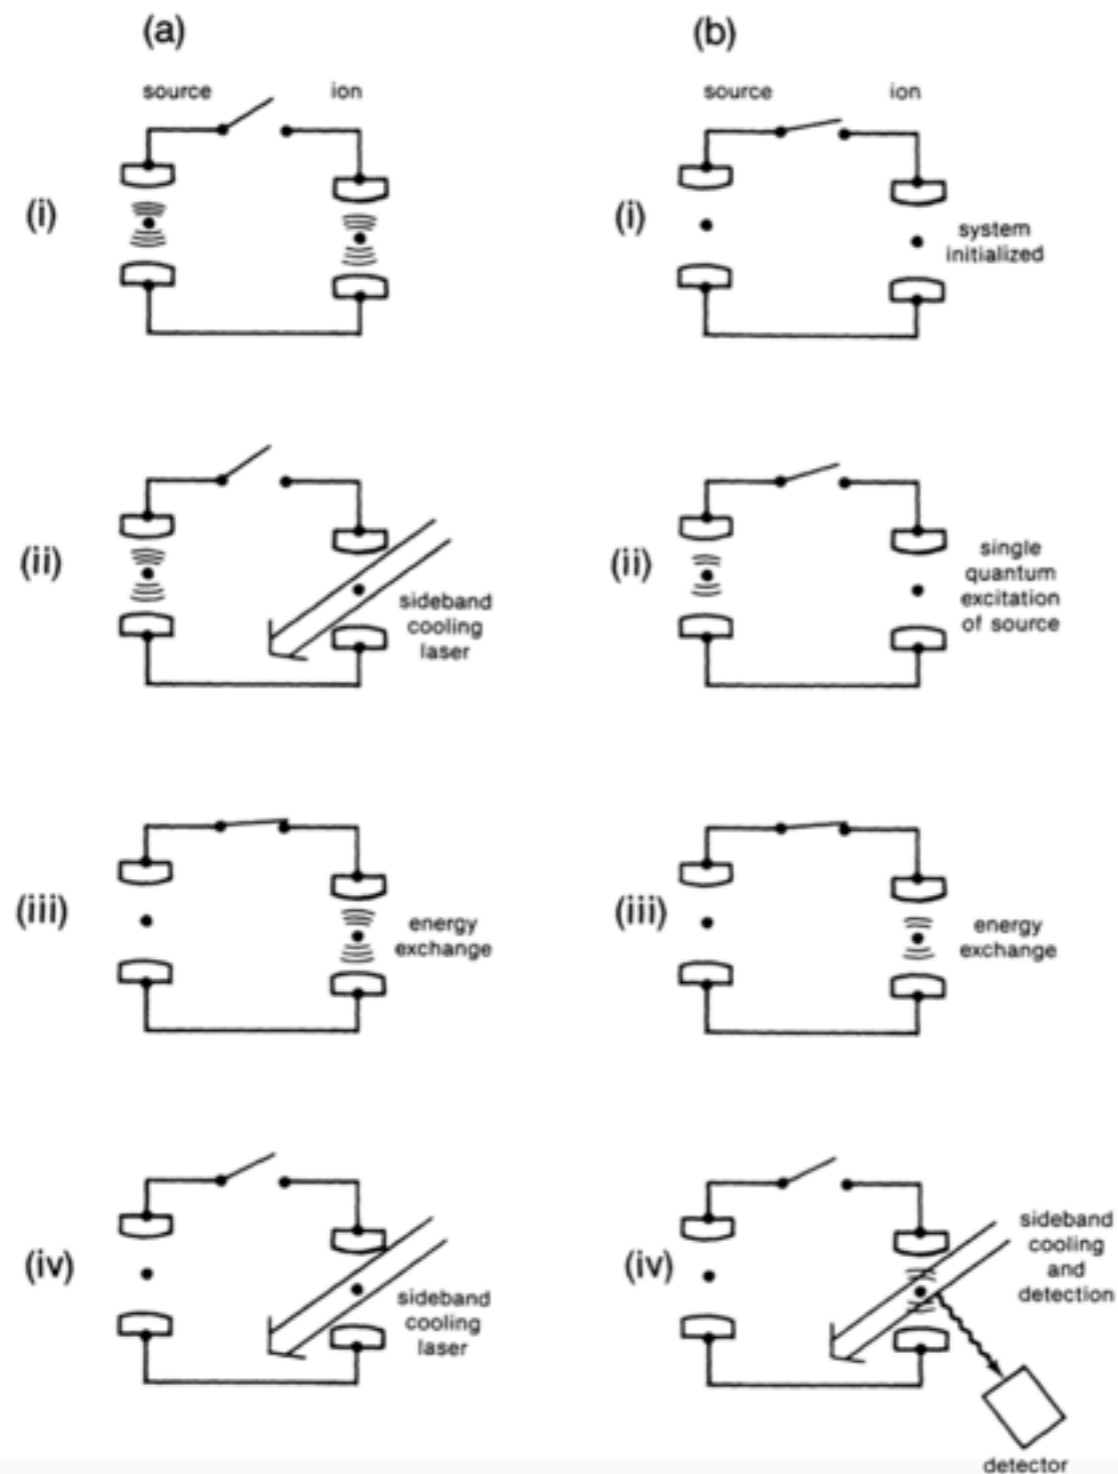 (a)
(b)
source ion
source ion
(i)
(i)
system
initialized
(ii)
sideband
cooling
laser
(ii)
single
quantum
excitation
of source
(iii)
energy
exchange
(iii)
energy
exchange
(iv)
sideband
cooling
laser
(iv)
sideband
cooling
and
detection
detector